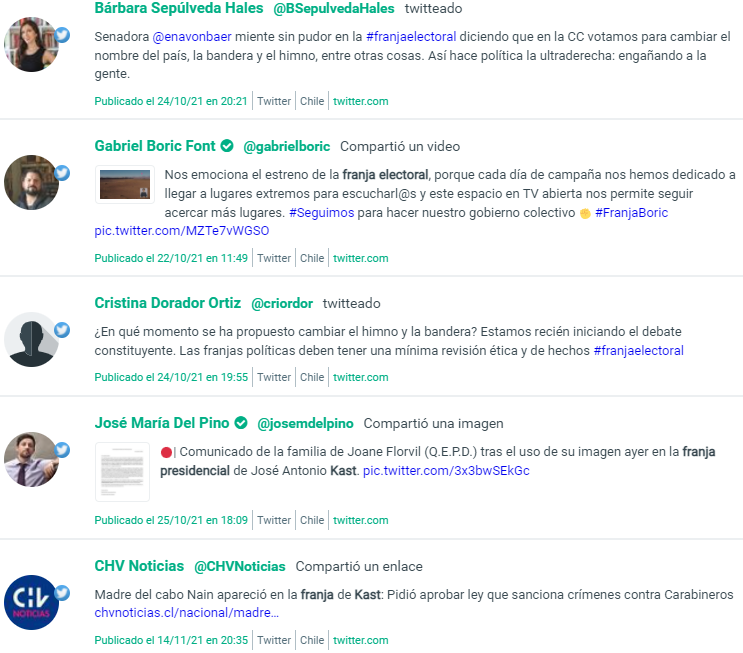 Bárbara Sepúlveda Hales @BSepulvedaHales twitteado
Senadora @enavonbaer miente sin pudor en la #franjaelectoral diciendo que en la CC votamos para cambiar el
nombre del país, la bandera y el himno, entre otras cosas. Así hace política la ultraderecha: engañando a la
gente.
Publicado el 24/10/21 en 20:21 Twitter Chile twitter.com
Gabriel Boric Font @gabrielboric Compartió un video
Nos emociona el estreno de la franja electoral, porque cada día de campaña nos hemos dedicado a
llegar a lugares extremos para escucharl@s y este espacio en TV abierta nos permite seguir
acercar más lugares. #Seguimos para hacer nuestro gobierno colectivo #FranjaBoric
pic.twitter.com/MZTe7vWGSO
Publicado el 22/10/21 en 11:49 Twitter Chile twitter.com
Cristina Dorador Ortiz @criordor twitteado
¿En qué momento se ha propuesto cambiar el himno y la bandera? Estamos recién iniciando el debate
constituyente. Las franjas políticas deben tener una mínima revisión ética y de hechos #franjaelectoral
Publicado el 24/10/21 en 19:55 Twitter Chile twitter.com
José María Del Pino @josemdelpino Compartió una imagen
| Comunicado de la familia de Joane Florvil (Q.E.P.D.) tras el uso de su imagen ayer en la franja
presidencial de José Antonio Kast. pic.twitter.com/3x3bwSEkGc
Publicado el 25/10/21 en 18:09 Twitter Chile twitter.com
CHV Noticias @CHVNoticias Compartió un enlace
CHV
NOTICIAS
Madre del cabo Nain apareció en la franja de Kast: Pidió aprobar ley que sanciona crímenes contra Carabineros
chvnoticias.cl/nacional/madre…
Publicado el 14/11/21 en 20:35 Twitter Chile twitter.com